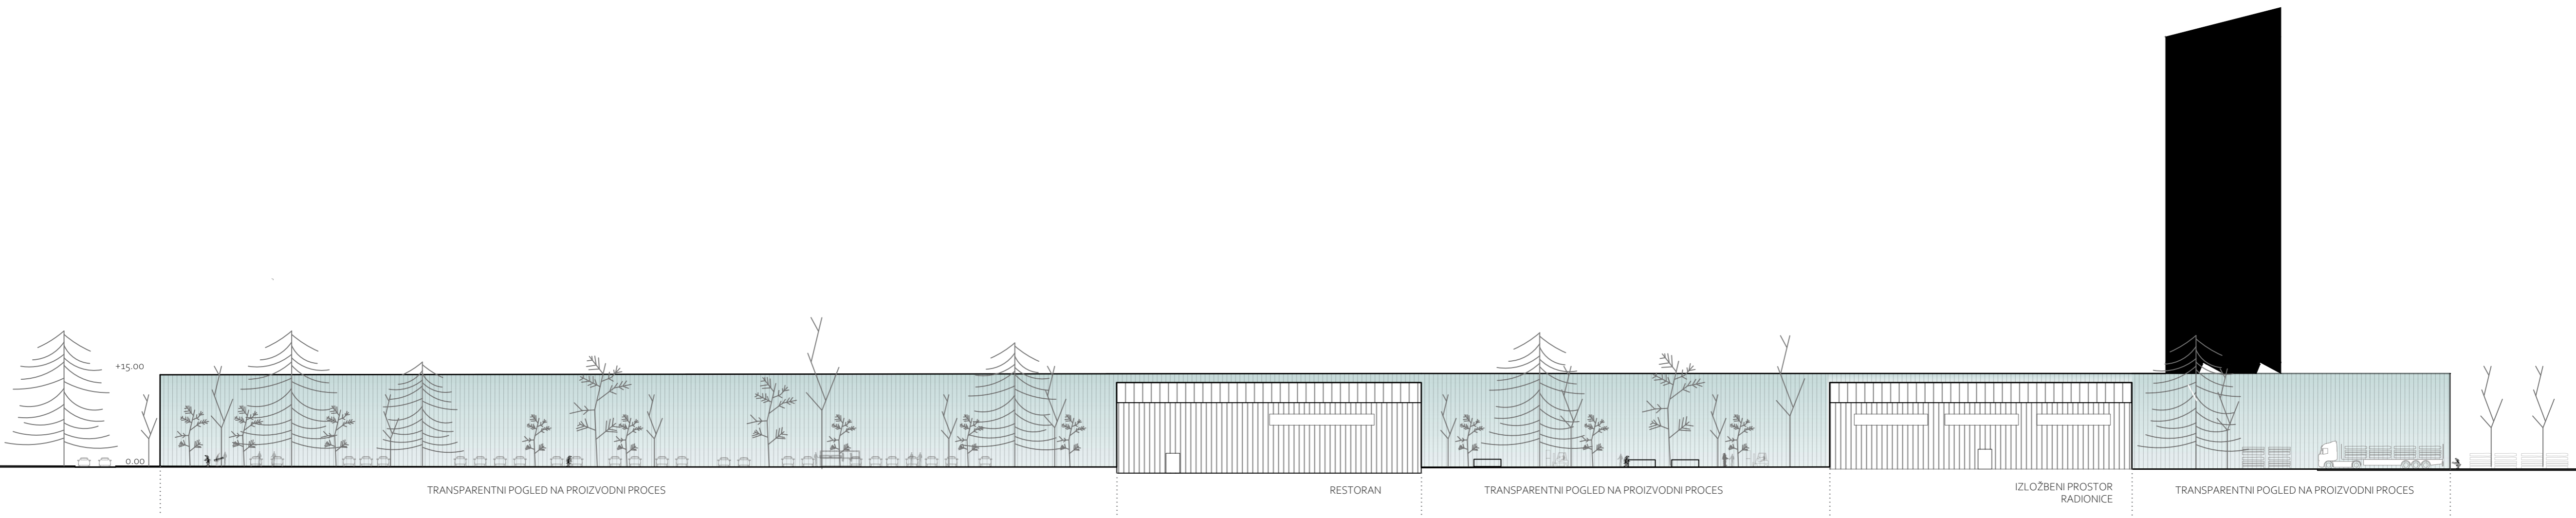 +15.00
0.00
TRANSPARENTNI POGLED NA PROIZVODNI PROCES
RESTORAN
TRANSPARENTNI POGLED NA PROIZVODNI PROCES
IZLOŽBENI PROSTOR
RADIONICE
TRANSPARENTNI POGLED NA PROIZVODNI PROCES